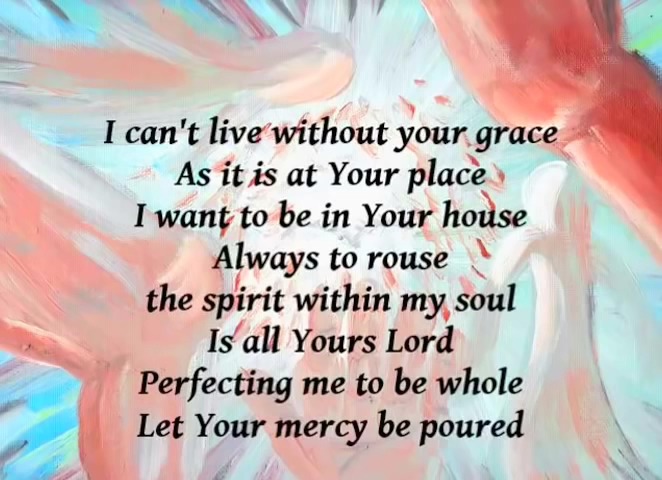 I can't live without your grace
As it is at Your place
I want to be in Your house
Always to rouse
the spirit within my soul
Is all Yours Lord
Perfecting me to be whole
Let Your mercy be poured